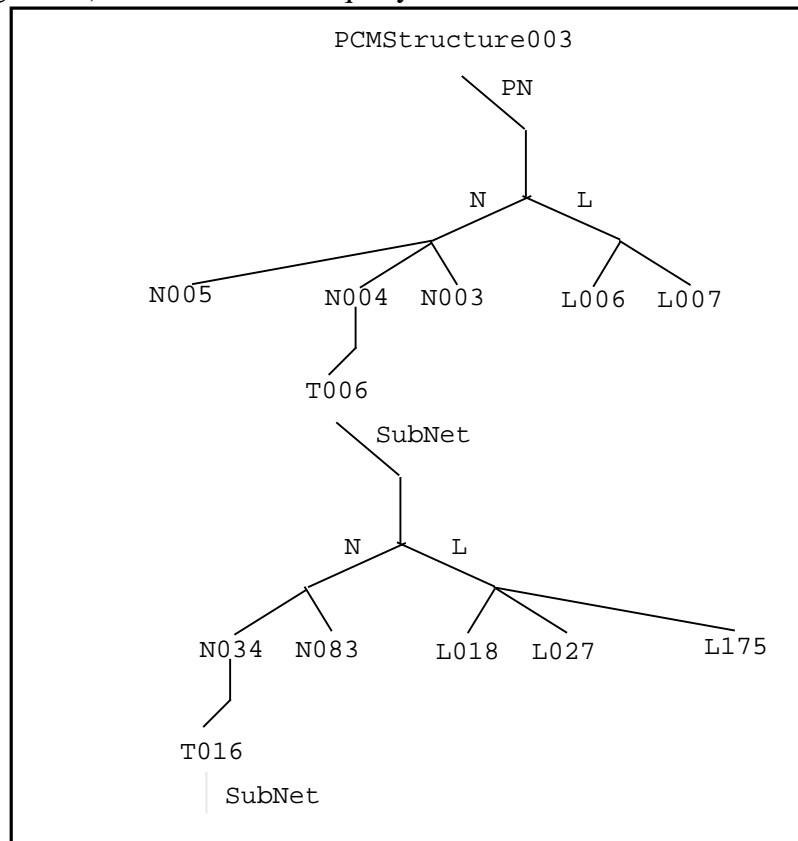 PCMStructure003
PN
N L
N005 N004 N003 L006 L007
T006
SubNet
N L
N034 N083 L018 L027 L175
T016
SubNet